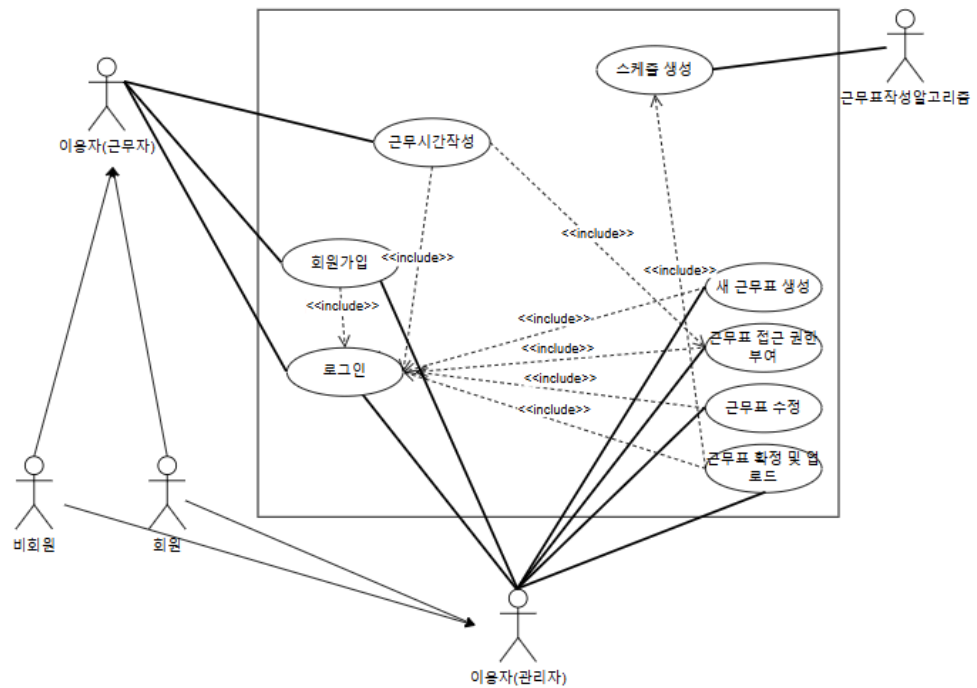 스케줄 생성
근무표작성알고리즘
이용자(근무자)
근무시간작성
<<include>>
회원가입
<<include>>
<<include>>
새 근무표 생성
<<include>>
<<include>>
근무표 접근 권한
부여
<<include>>
로그인
<<include>>
<<include>>
근무표 수정
근무표 확정 및 업
로드
비회원
회원
이용자(관리자)